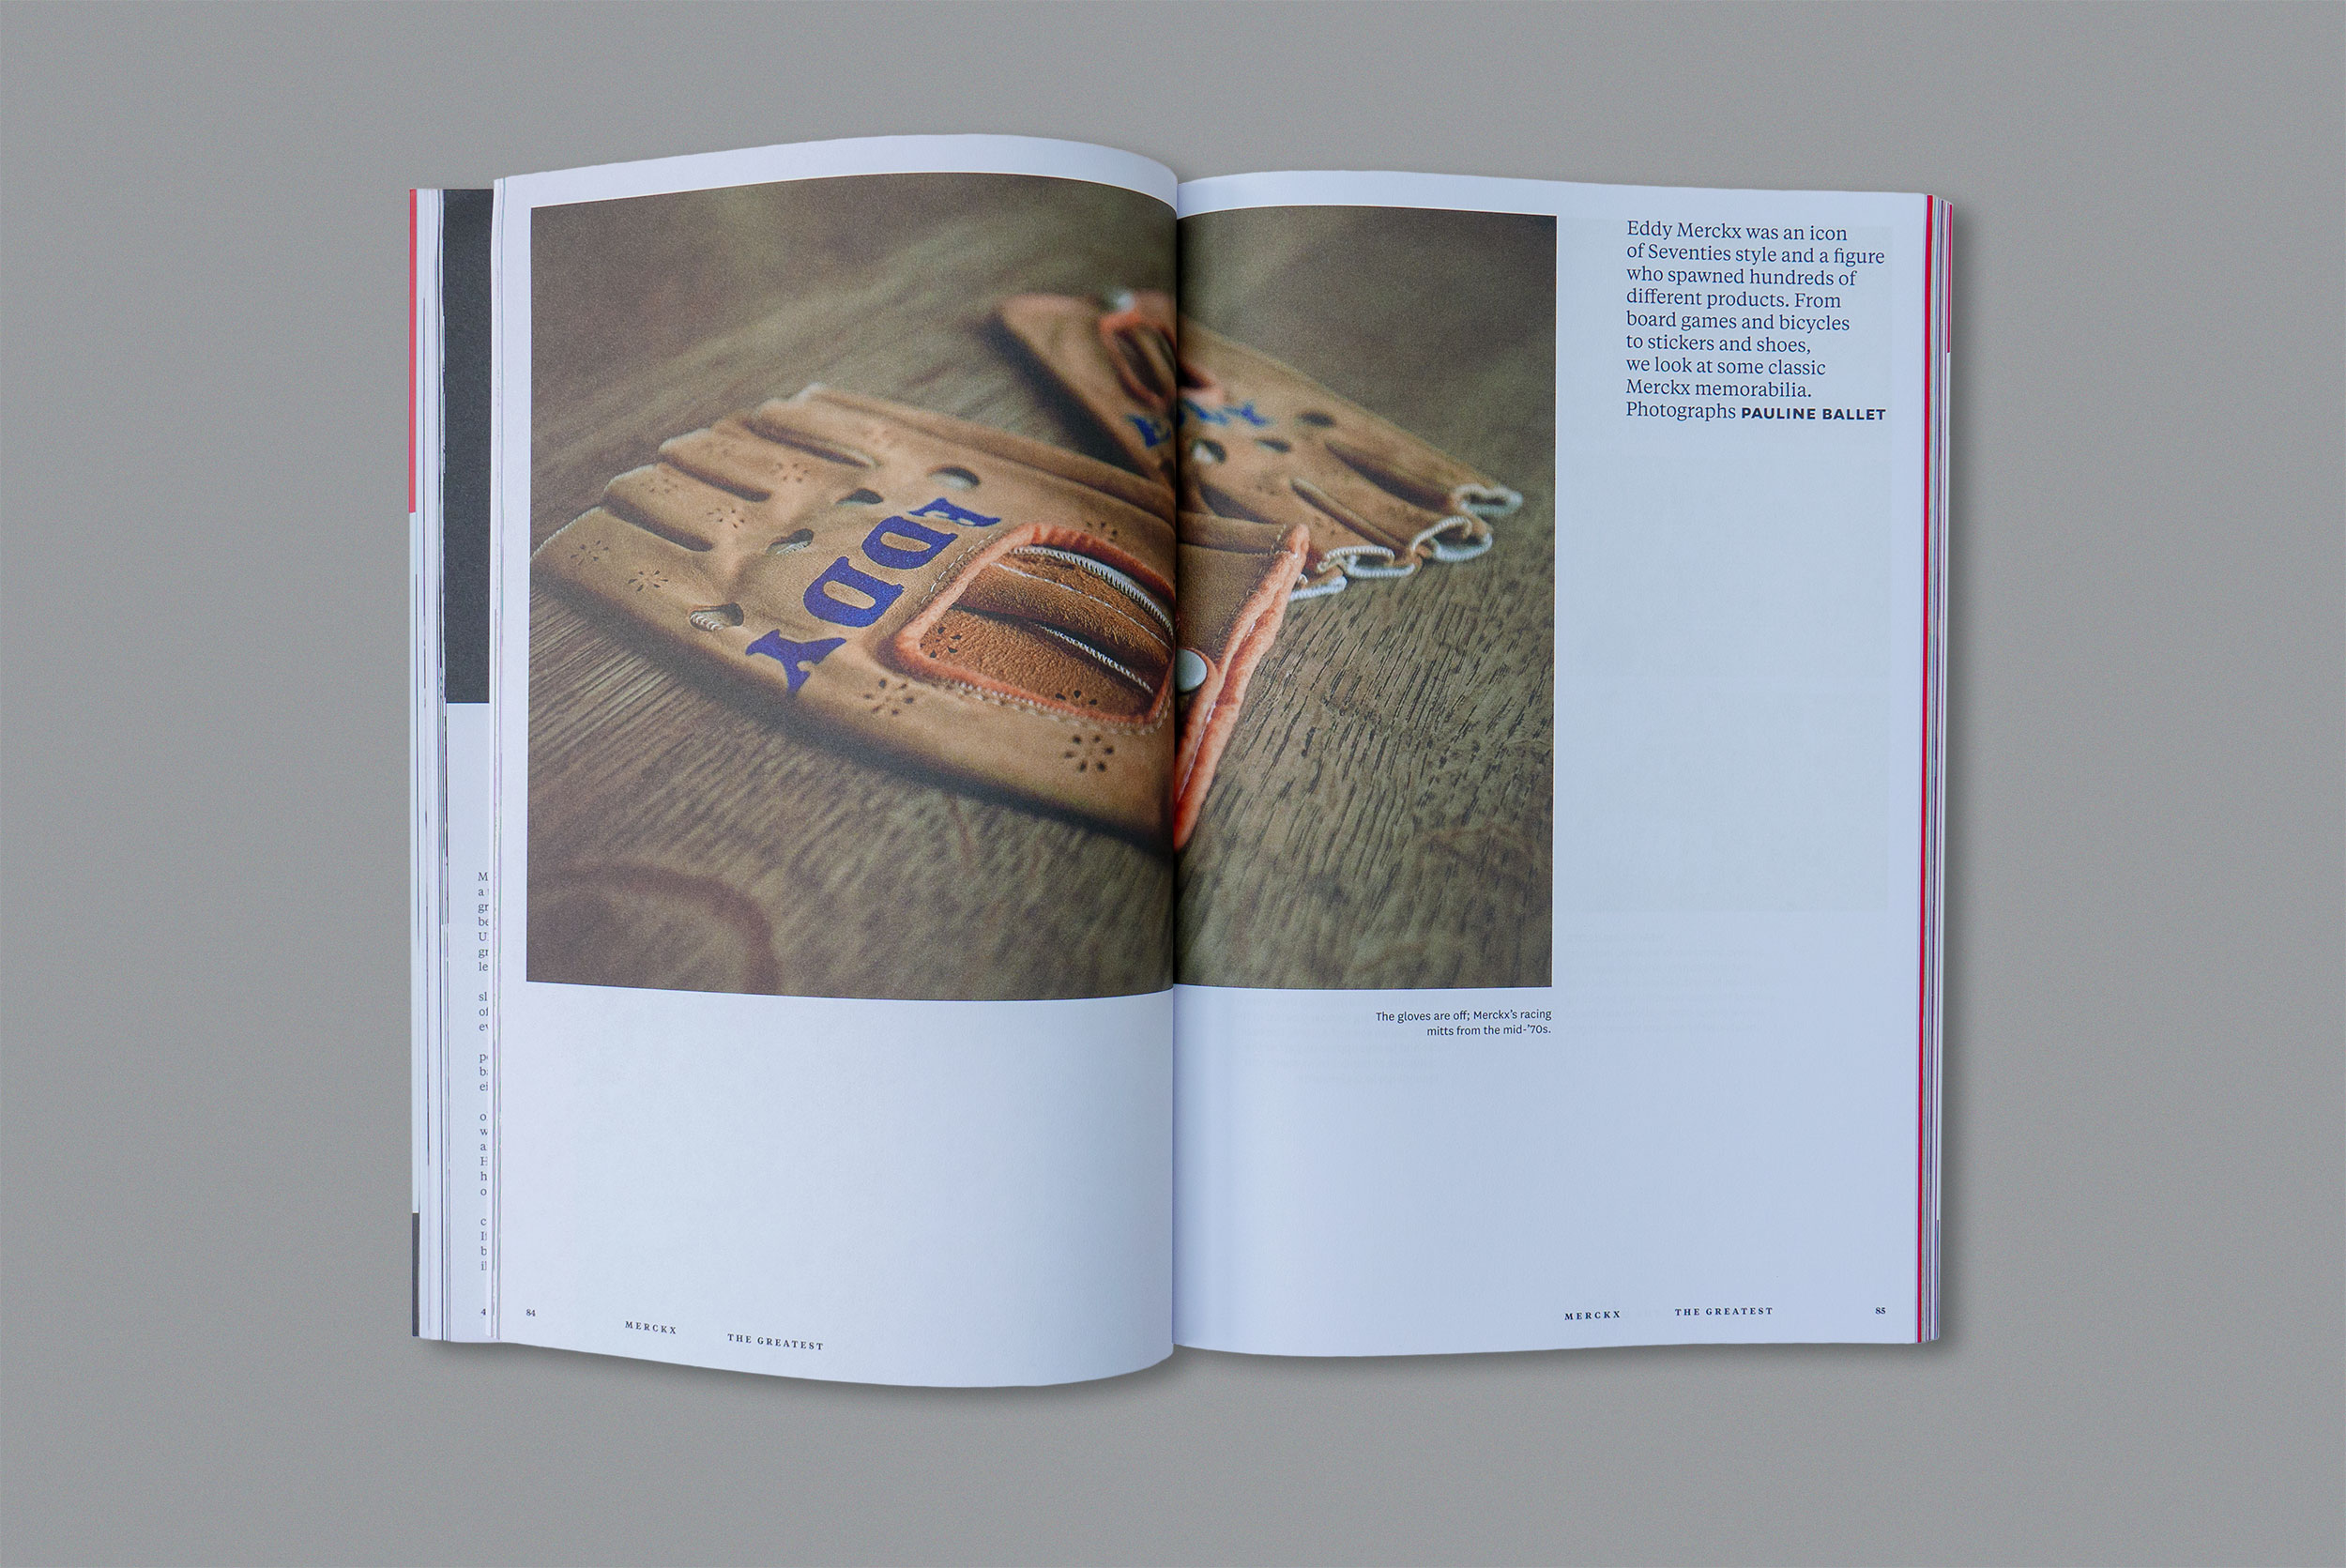 EDDY
Eddy Merckx was an icon
of Seventies style and a figure
who spawned hundreds of
different products. From
board games and bicycles
to stickers and shoes,
we look at some classic
Merckx memorabilia.
Photographs PAULINE BALLET
The gloves are off; Merckx's racing
mitts from the mid-'70s.
84
MERCKX THE GREATEST
MERCKX THE GREATEST
85